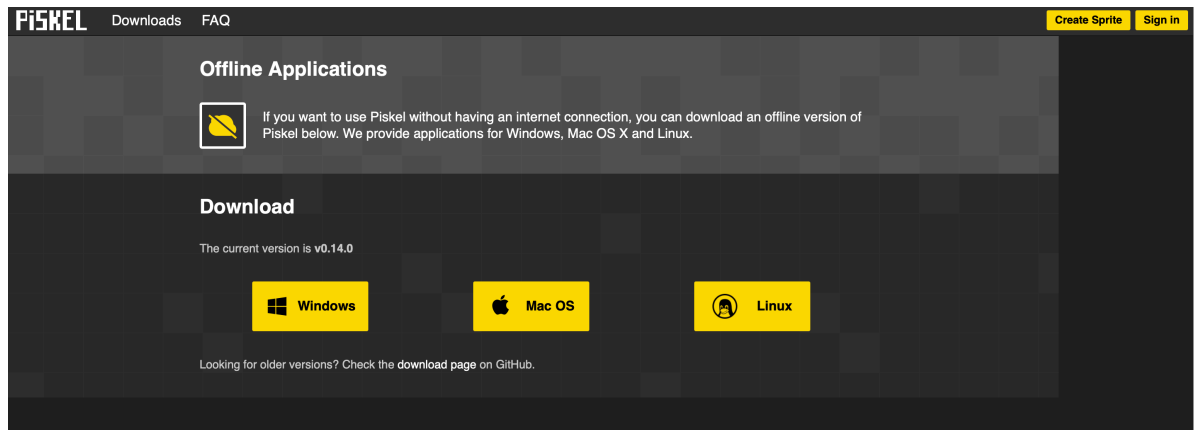 PiSKEL Downloads FAQ Create Sprite Sign in
Offline Applications
If you want to use Piskel without having an internet connection, you can download an offline version of
Piskel below. We provide applications for Windows, Mac OS X and Linux.
Download
The current version is v0.14.0
Windows Mac OS Linux
Looking for older versions? Check the download page on GitHub.